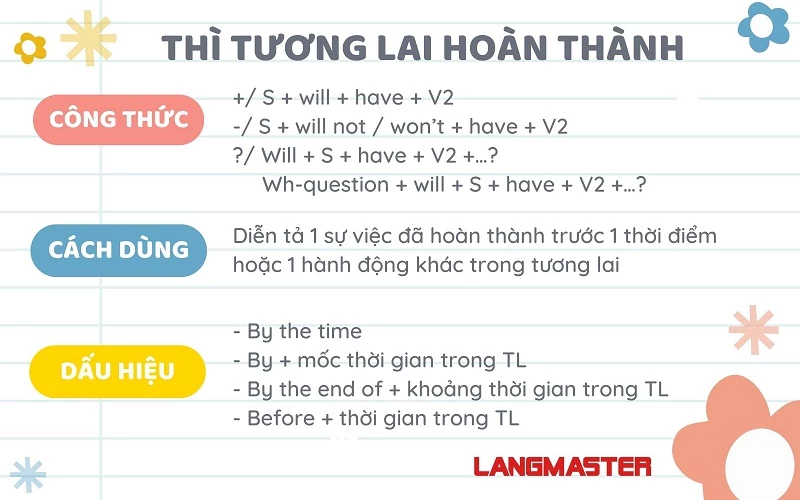 THÌ TƯƠNG LAI HOÀN THÀNH
CÔNG THỨC
+/ S + will + have + V2
-/ S + will not / won’t + have + V2
?/ Will + S + have + V2 +...?
Wh-question + will + S + have + V2 +...?
CÁCH DÙNG
Diễn tả 1 sự việc đã hoàn thành trước 1 thời điểm
hoặc 1 hành động khác trong tương lai
DẤU HIỆU
- By the time
- By + mốc thời gian trong TL
- By the end of + khoảng thời gian trong TL
- Before + thời gian trong TL
LANGMASTER